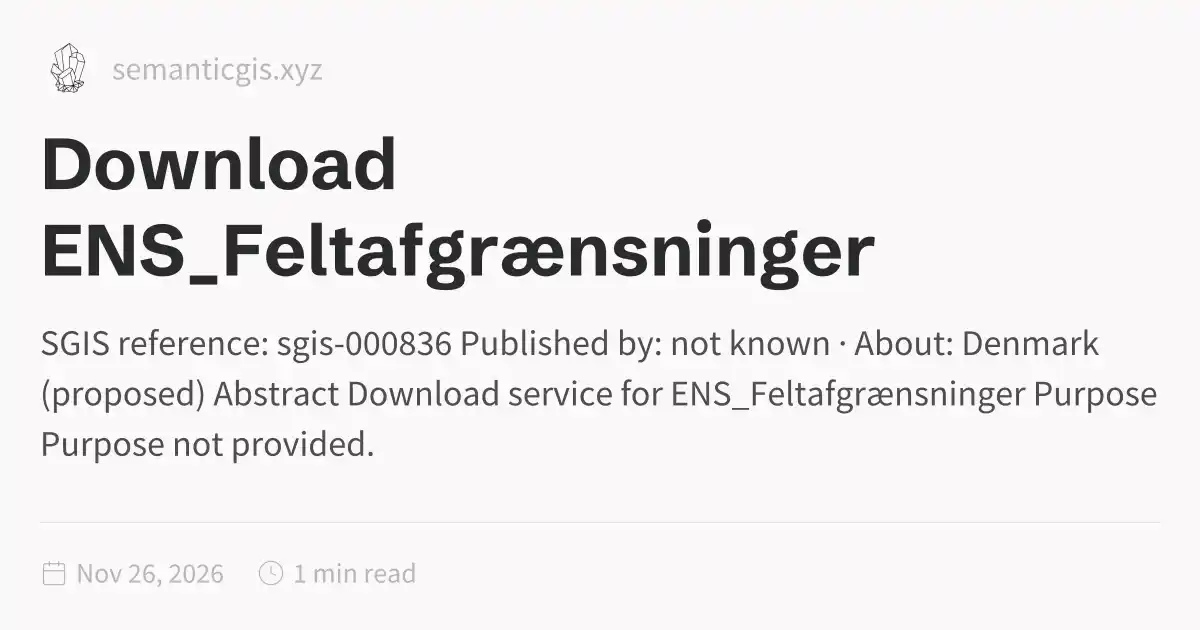 semanticgis.xyz
Download
ENS_Feltafgrænsninger
SGIS reference: sgis-000836 Published by: not known · About: Denmark
(proposed) Abstract Download service for ENS_Feltafgrænsninger Purpose
Purpose not provided.
Nov 26, 2026 1 min read